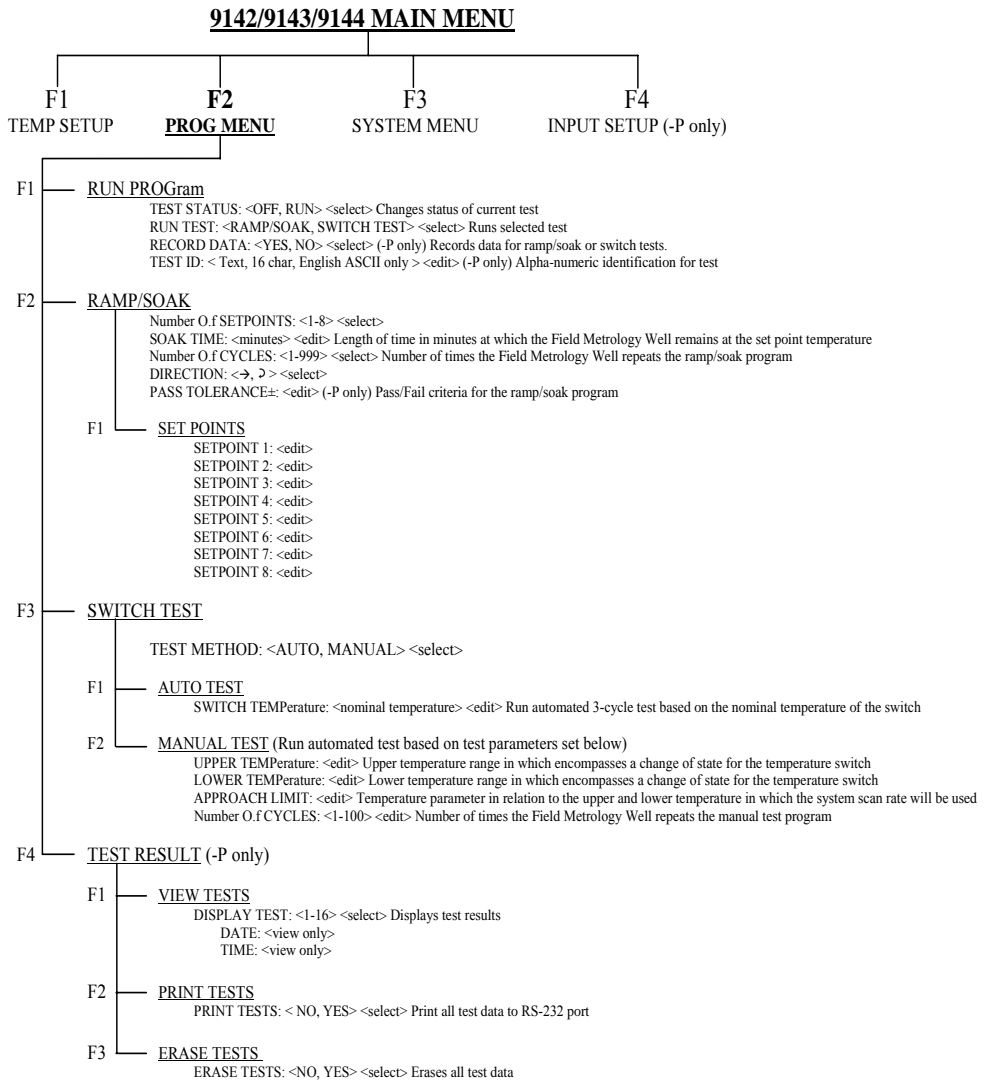 9142/9143/9144 MAIN MENU
F1 F2 F3 F4
TEMP SETUP PROG MENU SYSTEM MENU INPUT SETUP (-P only)
F1 RUN PROGram
TEST STATUS: <OFF, RUN> <select> Changes status of current test
RUN TEST: <RAMP/SOAK, SWITCH TEST> <select> Runs selected test
RECORD DATA: <YES, NO> <select> (-P only) Records data for ramp/soak or switch tests.
TEST ID: < Text, 16 char, English ASCII only > <edit> (-P only) Alpha-numeric identification for test
F2 RAMP/SOAK
Number O.f SETPOINTS: <1-8> <select>
SOAK TIME: <minutes> <edit> Length of time in minutes at which the Field Metrology Well remains at the set point temperature
Number O.f CYCLES: <1-999> <select> Number of times the Field Metrology Well repeats the ramp/soak program
DIRECTION: <→, ⤾ > <select>
PASS TOLERANCE±: <edit> (-P only) Pass/Fail criteria for the ramp/soak program
F1 SET POINTS
SETPOINT 1: <edit>
SETPOINT 2: <edit>
SETPOINT 3: <edit>
SETPOINT 4: <edit>
SETPOINT 5: <edit>
SETPOINT 6: <edit>
SETPOINT 7: <edit>
SETPOINT 8: <edit>
F3 SWITCH TEST
TEST METHOD: <AUTO, MANUAL> <select>
F1 AUTO TEST
SWITCH TEMPerature: <nominal temperature> <edit> Run automated 3-cycle test based on the nominal temperature of the switch
F2 MANUAL TEST (Run automated test based on test parameters set below)
UPPER TEMPerature: <edit> Upper temperature range in which encompasses a change of state for the temperature switch
LOWER TEMPerature: <edit> Lower temperature range in which encompasses a change of state for the temperature switch
APPROACH LIMIT: <edit> Temperature parameter in relation to the upper and lower temperature in which the system scan rate will be used
Number O.f CYCLES: <1-100> <edit> Number of times the Field Metrology Well repeats the manual test program
F4 TEST RESULT (-P only)
F1 VIEW TESTS
DISPLAY TEST: <1-16> <select> Displays test results
DATE: <view only>
TIME: <view only>
F2 PRINT TESTS
PRINT TESTS: < NO, YES> <select> Print all test data to RS-232 port
F3 ERASE TESTS
ERASE TESTS: <NO, YES> <select> Erases all test data